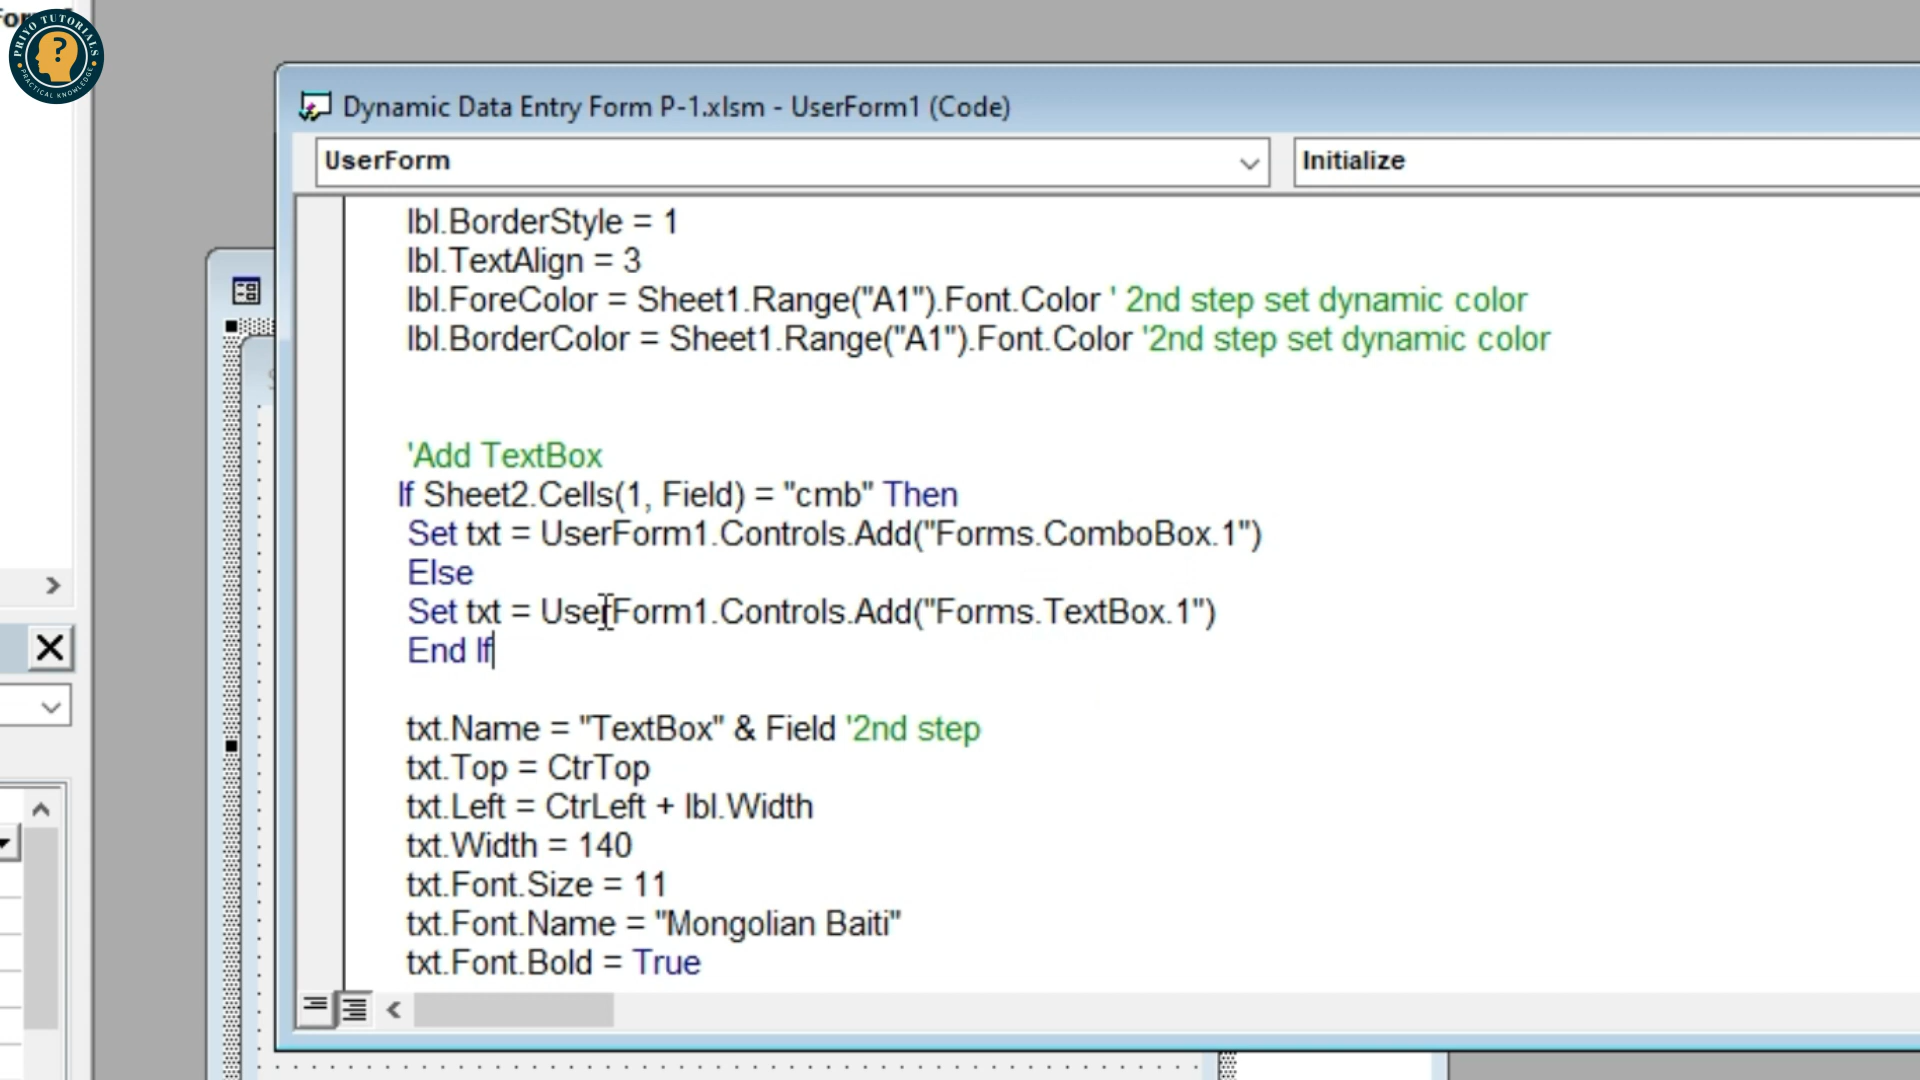 PRIYO TUTORIALS
?
PRACTICAL KNOWLEDGE
Dynamic Data Entry Form P-1.xlsm - UserForm1 (Code)
UserForm
Initialize
lbl.BorderStyle = 1
lbl.TextAlign = 3
lbl.ForeColor = Sheet1.Range("A1").Font.Color ' 2nd step set dynamic color
lbl.BorderColor = Sheet1.Range("A1").Font.Color '2nd step set dynamic color
'Add TextBox
If Sheet2.Cells(1, Field) = "cmb" Then
Set txt = UserForm1.Controls.Add("Forms.ComboBox.1")
Else
Set txt = UserForm1.Controls.Add("Forms.TextBox.1")
End If
txt.Name = "TextBox" & Field '2nd step
txt.Top = CtrTop
txt.Left = CtrLeft + lbl.Width
txt.Width = 140
txt.Font.Size = 11
txt.Font.Name = "Mongolian Baiti"
txt.Font.Bold = True